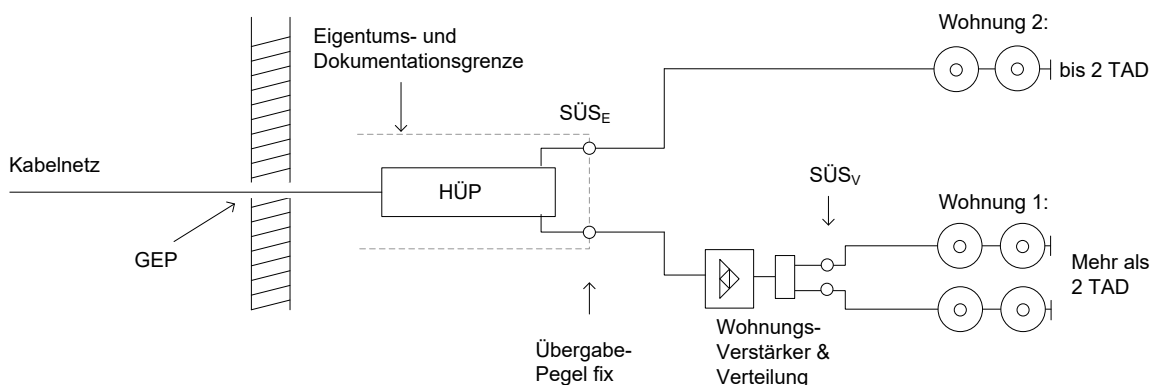 Wohnung 2:
Eigentums- und
Dokumentationsgrenze
bis 2 TAD
SÜSE
Kabelnetz
HÜP
SÜSV
Wohnung 1:
GEP
Mehr als
2 TAD
Wohnungs-
Verstärker &
Verteilung
Übergabe-
Pegel fix